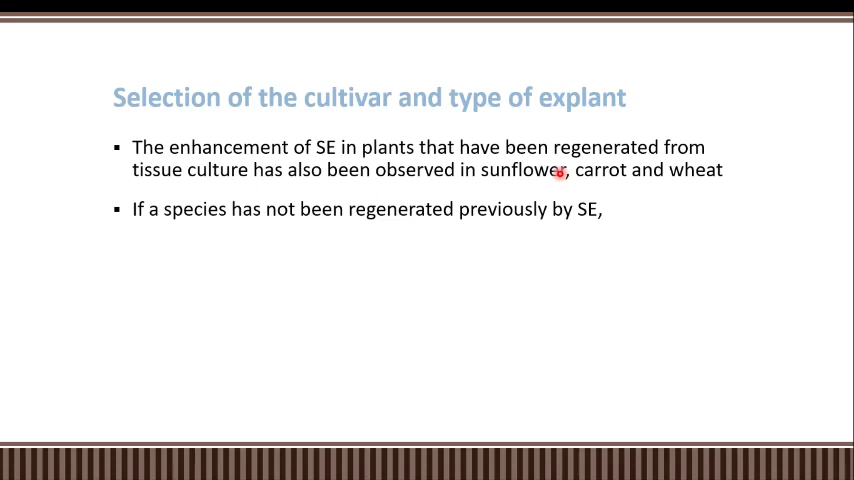 Selection of the cultivar and type of explant
▪ The enhancement of SE in plants that have been regenerated from
tissue culture has also been observed in sunflower, carrot and wheat
▪ If a species has not been regenerated previously by SE,